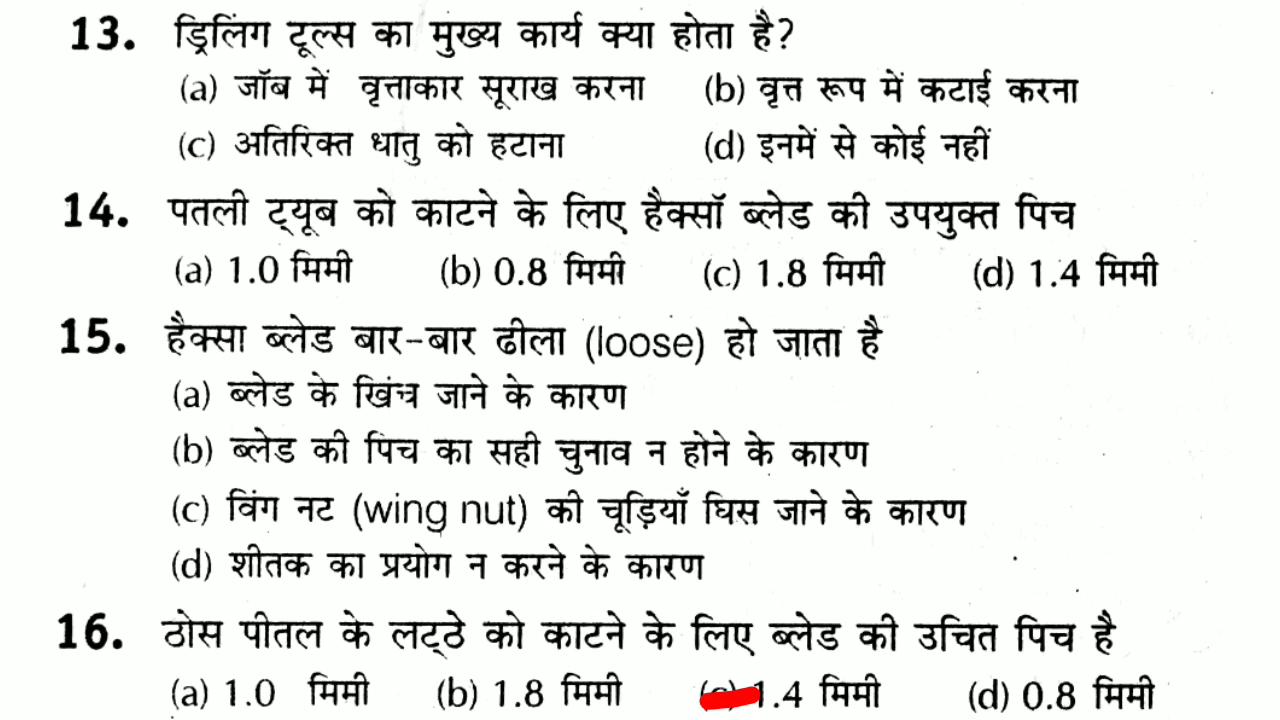 13. ड्रिलिंग टूल्स का मुख्य कार्य क्या होता है?
(a) जॉब में वृत्ताकार सूराख करना (b) वृत्त रूप में कटाई करना
(c) अतिरिक्त धातु को हटाना (d) इनमें से कोई नहीं
14. पतली ट्यूब को काटने के लिए हैक्सॉ ब्लेड की उपयुक्त पिच
(a) 1.0 मिमी (b) 0.8 मिमी (c) 1.8 मिमी (d) 1.4 मिमी
15. हैक्सा ब्लेड बार-बार ढीला (loose) हो जाता है
(a) ब्लेड के खिंच जाने के कारण
(b) ब्लेड की पिच का सही चुनाव न होने के कारण
(c) विंग नट (wing nut) की चूड़ियाँ घिस जाने के कारण
(d) शीतक का प्रयोग न करने के कारण
16. ठोस पीतल के लट्ठे को काटने के लिए ब्लेड की उचित पिच है
(a) 1.0 मिमी (b) 1.8 मिमी (c) 1.4 मिमी (d) 0.8 मिमी